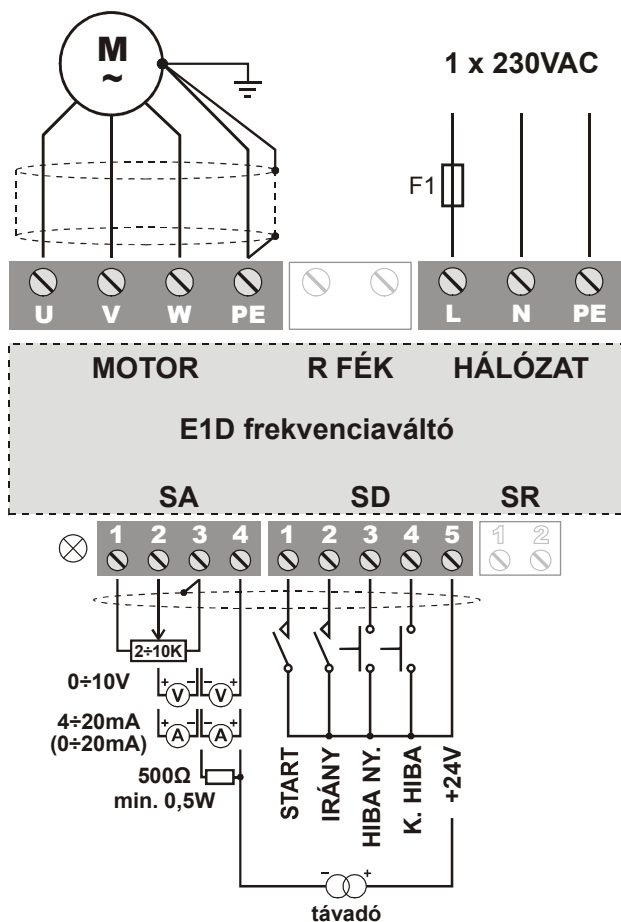 M
~
1 x 230VAC
F1
U V W PE L N PE
MOTOR R FÉK HÁLÓZAT
E1D frekvenciaváltó
SA SD SR
1 2 3 4 1 2 3 4 5 1 2
2÷10K
0÷10V
+ V − − V +
4÷20mA
(0÷20mA)
+ A − − A +
500Ω
min. 0,5W
START
IRÁNY
HIBA NY.
K. HIBA
+24V
− +
távadó